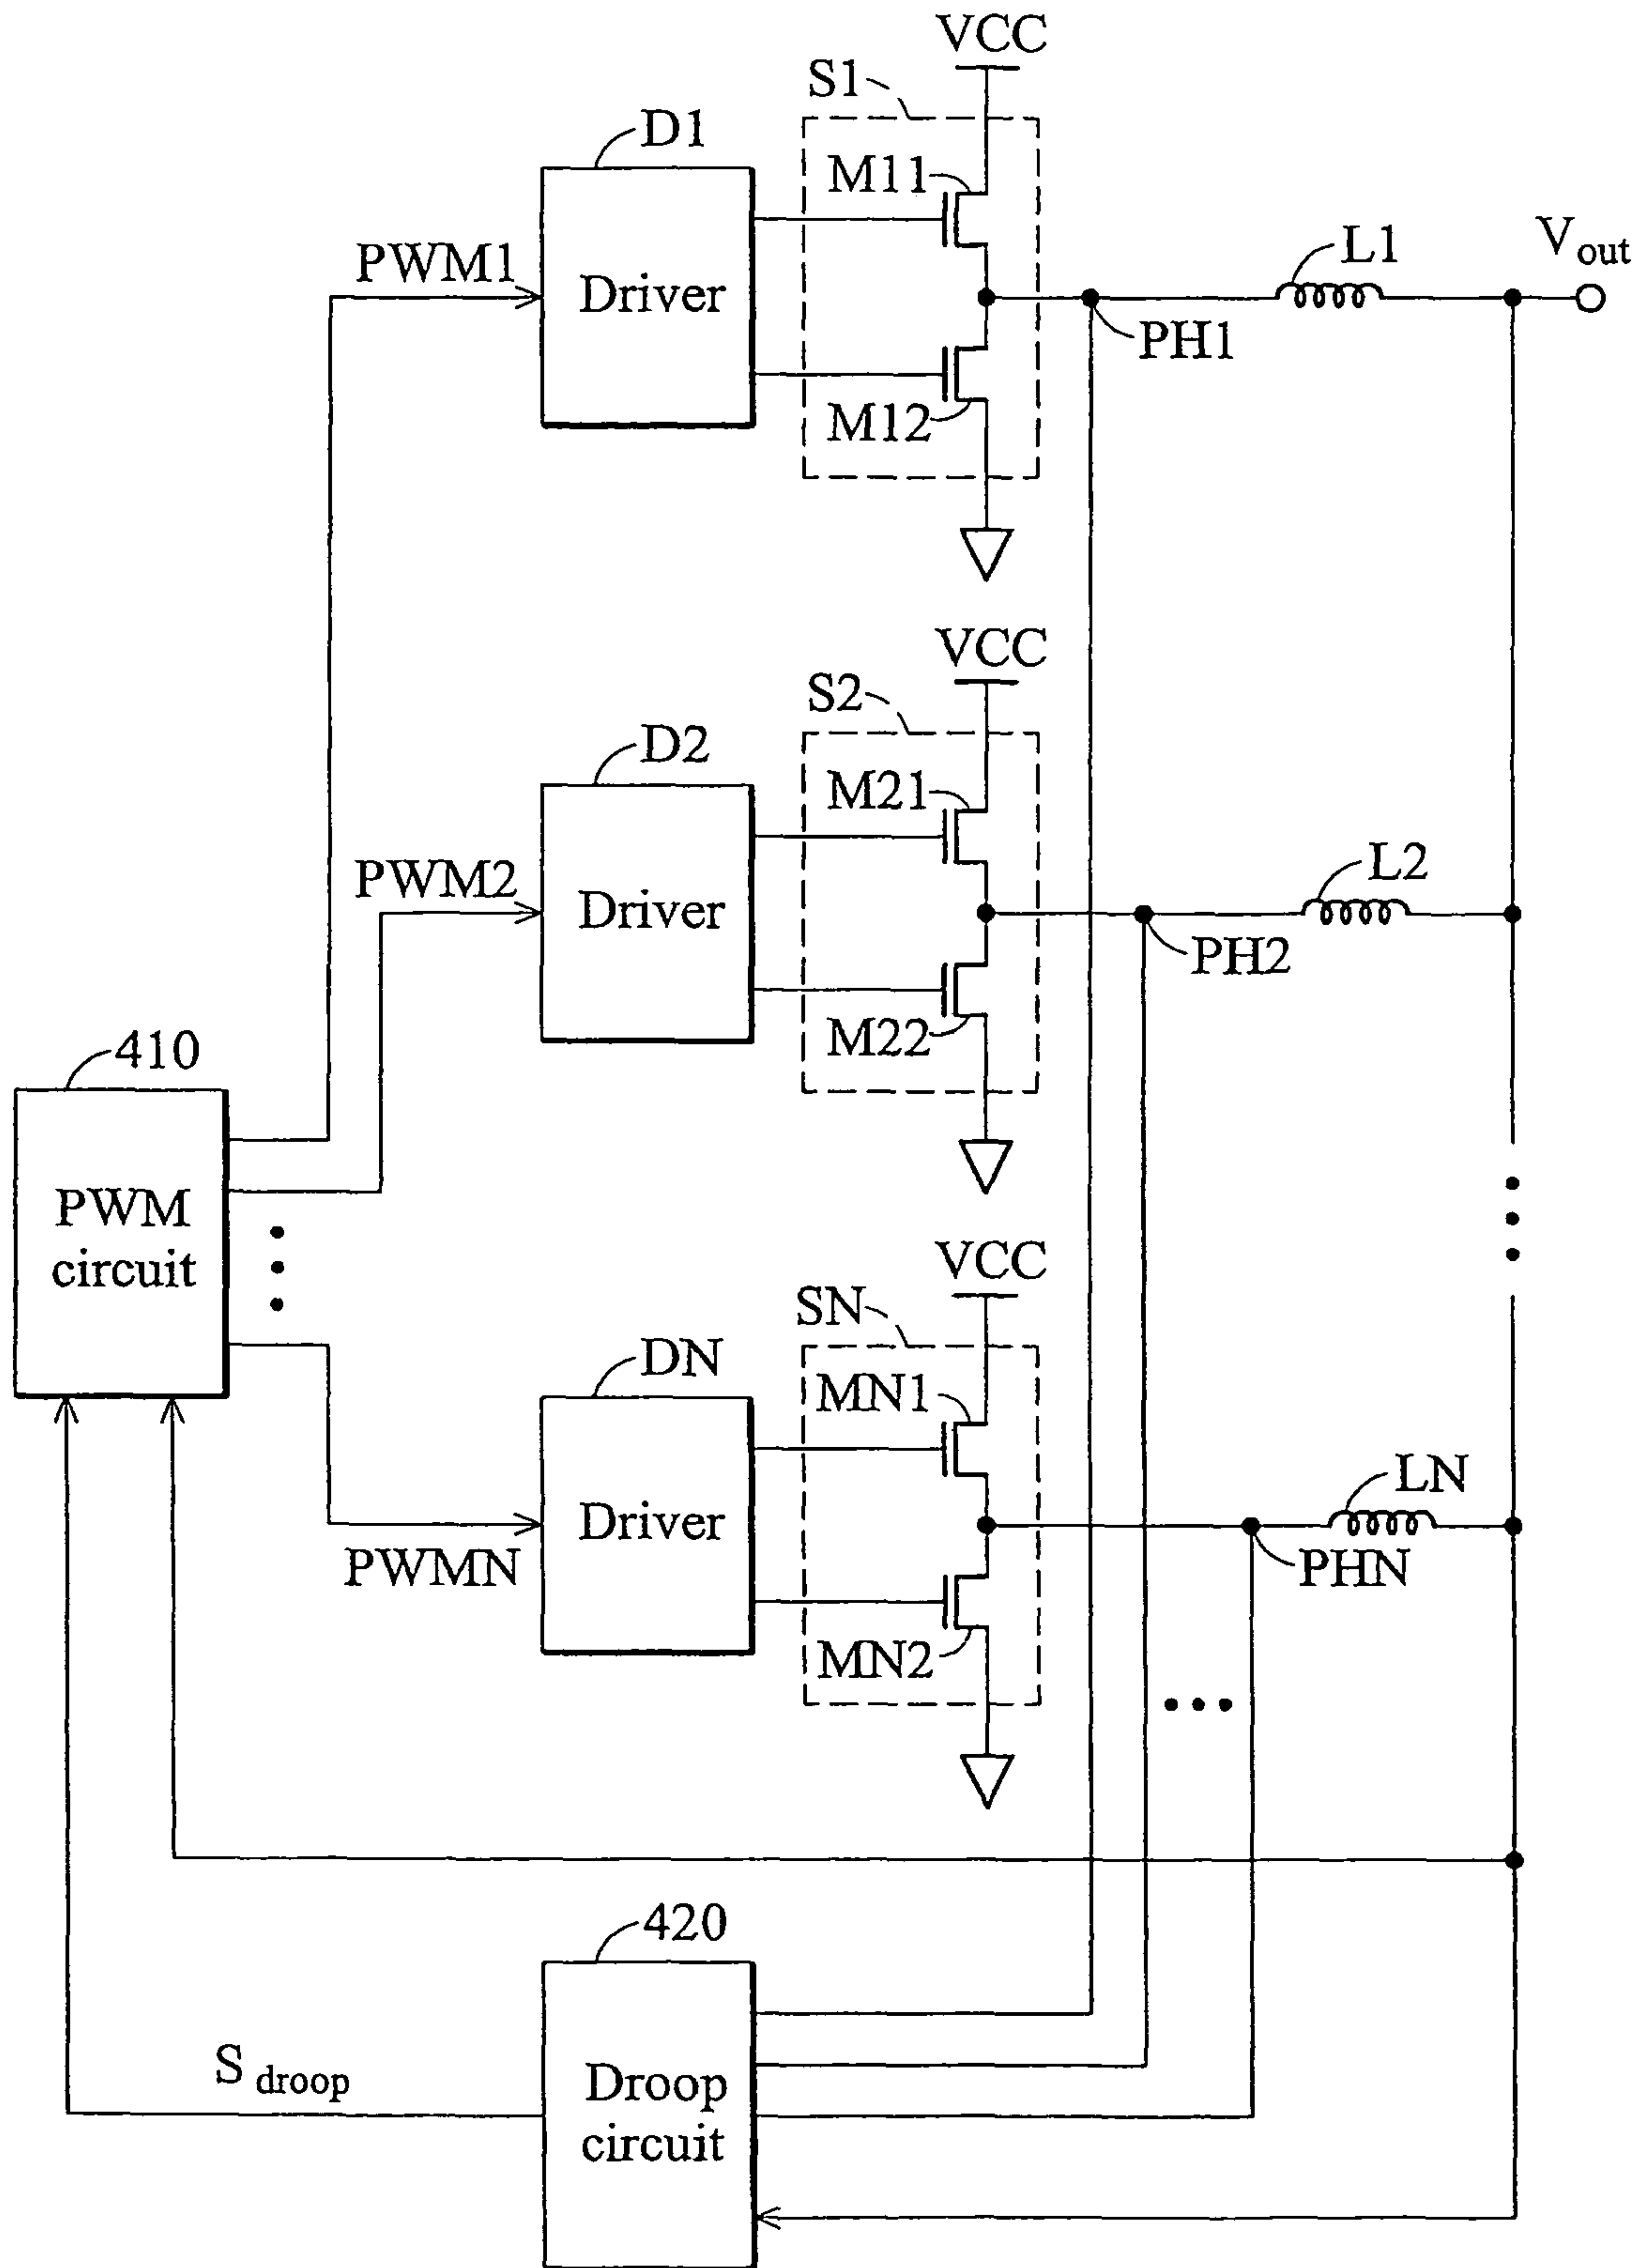 VCC
S1
D1
M11
PWM1
Driver
L1
Vout
PH1
M12
VCC
S2
D2
M21
PWM2
Driver
L2
PH2
M22
410
PWM
circuit
VCC
SN
DN
MN1
Driver
LN
PWMN
PHN
MN2
420
Sdroop
Droop
circuit